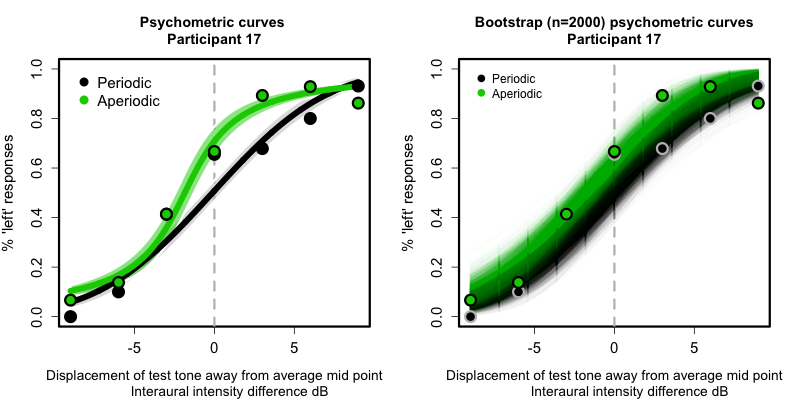 Psychometric curves
Participant 17
Periodic
Aperiodic
% 'left' responses
1.0
0.8
0.6
0.4
0.2
0.0
-5 0 5
Displacement of test tone away from average mid point
Interaural intensity difference dB
Bootstrap (n=2000) psychometric curves
Participant 17
Periodic
Aperiodic
% 'left' responses
1.0
0.8
0.6
0.4
0.2
0.0
-5 0 5
Displacement of test tone away from average mid point
Interaural intensity difference dB